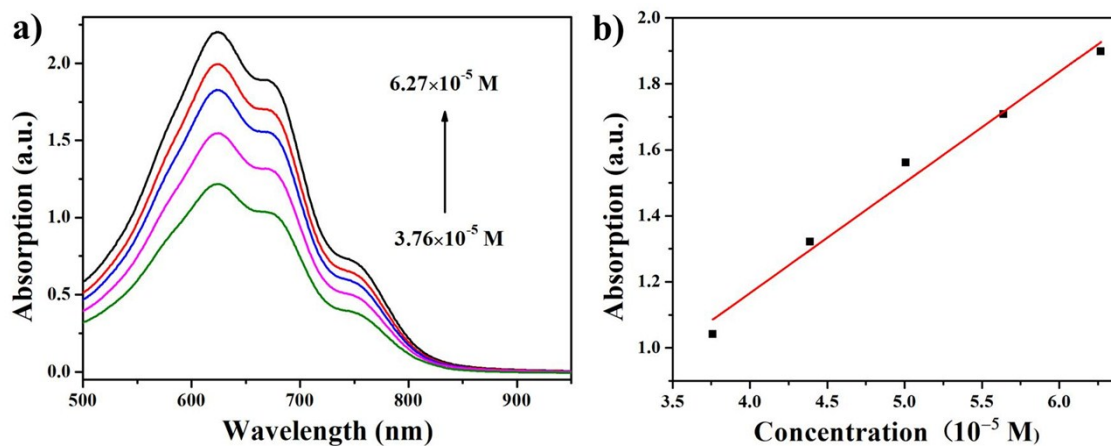 a)
Absorption (a.u.)
2.0
1.5
1.0
0.5
0.0
6.27×10⁻⁵ M
3.76×10⁻⁵ M
500 600 700 800 900
Wavelength (nm)
b)
Absorption (a.u.)
2.0
1.8
1.6
1.4
1.2
1.0
3.5 4.0 4.5 5.0 5.5 6.0
Concentration (10⁻⁵ M)